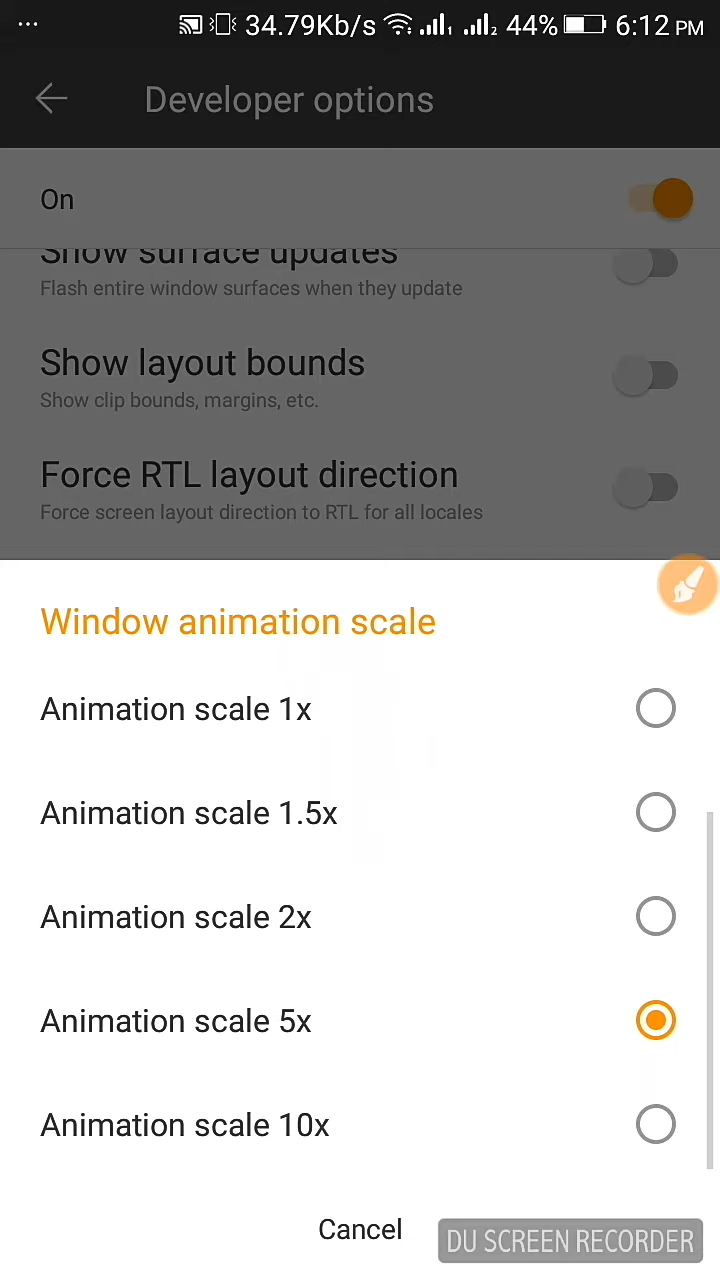 ... 34.79Kb/s 1 2 44% 6:12 PM
Developer options
On
Show surface updates
Flash entire window surfaces when they update
Show layout bounds
Show clip bounds, margins, etc.
Force RTL layout direction
Force screen layout direction to RTL for all locales
Window animation scale
Animation scale 1x
Animation scale 1.5x
Animation scale 2x
Animation scale 5x
Animation scale 10x
Cancel
DU SCREEN RECORDER